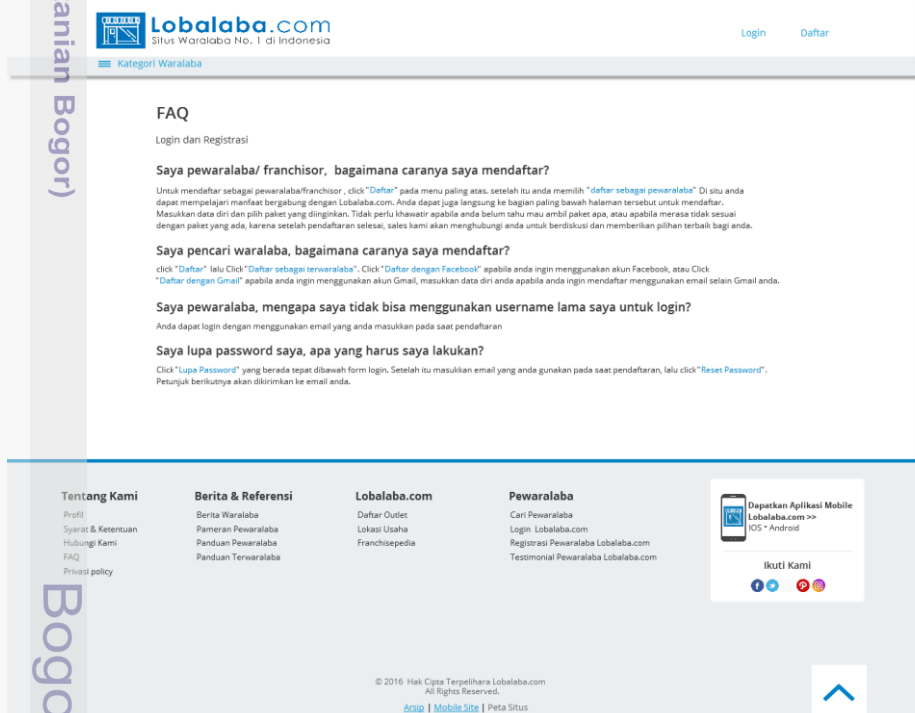 anian Bogor)
Lobalaba.com
Situs Waralaba No. 1 di Indonesia
Login Daftar
Kategori Waralaba
FAQ
Login dan Registrasi
Saya pewaralaba/ franchisor, bagaimana caranya saya mendaftar?
Untuk mendaftar sebagai pewaralaba/franchisor , click "Daftar" pada menu paling atas. setelah itu anda memilih "daftar sebagai pewaralaba" Di situ anda
dapat mempelajari manfaat bergabung dengan Lobalaba.com. Anda dapat juga langsung ke bagian paling bawah halaman tersebut untuk mendaftar.
Masukkan data diri dan pilih paket yang diinginkan. Tidak perlu khawatir apabila anda belum tahu mau ambil paket apa, atau apabila merasa tidak sesuai
dengan paket yang ada, karena setelah pendaftaran selesai, sales kami akan menghubungi anda untuk berdiskusi dan memberikan pilihan terbaik bagi anda.
Saya pencari waralaba, bagaimana caranya saya mendaftar?
click "Daftar" lalu Click "Daftar sebagai terwaralaba". Click "Daftar dengan Facebook" apabila anda ingin menggunakan akun Facebook, atau Click
"Daftar dengan Gmail" apabila anda ingin menggunakan akun Gmail, masukkan data diri anda apabila anda ingin mendaftar menggunakan email selain Gmail anda.
Saya pewaralaba, mengapa saya tidak bisa menggunakan username lama saya untuk login?
Anda dapat login dengan menggunakan email yang anda masukkan pada saat pendaftaran
Saya lupa password saya, apa yang harus saya lakukan?
Click "Lupa Password" yang berada tepat dibawah form login. Setelah itu masukkan email yang anda gunakan pada saat pendaftaran, lalu click "Reset Password".
Petunjuk berikutnya akan dikirimkan ke email anda.
Tentang Kami
Profil
Syarat & Ketentuan
Hubungi Kami
FAQ
Privasi policy
Berita & Referensi
Berita Waralaba
Pameran Pewaralaba
Panduan Pewaralaba
Panduan Terwaralaba
Lobalaba.com
Daftar Outlet
Lokasi Usaha
Franchisepedia
Pewaralaba
Cari Pewaralaba
Login Lobalaba.com
Registrasi Pewaralaba Lobalaba.com
Testimonial Pewaralaba Lobalaba.com
Dapatkan Aplikasi Mobile
Lobalaba.com >>
IOS * Android
Ikuti Kami
Bogo
© 2016 Hak Cipta Terpelihara Lobalaba.com
All Rights Reserved.
Arsip | Mobile Site | Peta Situs